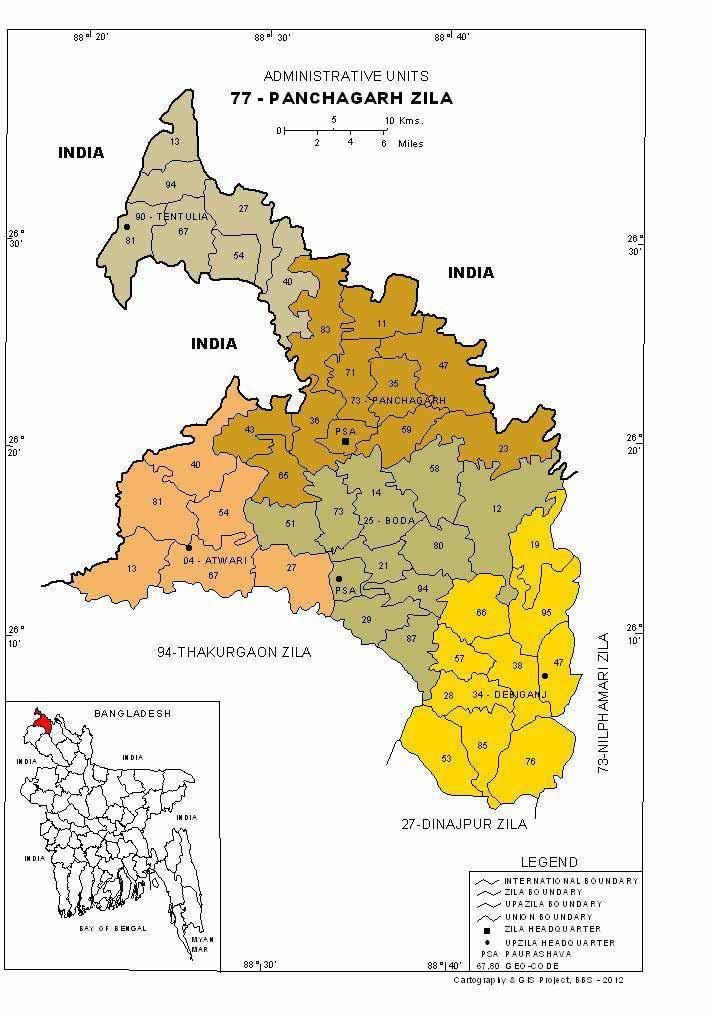 88° 20'
88° 30'
88° 40'
ADMINISTRATIVE UNITS
77 - PANCHAGARH ZILA
5 10 Kms.
0
2 4 6 Miles
INDIA
13
94
27
90 - TENTULIA
67
81
54
26° 30'
26° 30'
INDIA
40
83
11
INDIA
71
35
47
73 - PANCHAGARH
36
43
PSA
59
23
26° 20'
26° 20'
40
65
58
81
54
51
14
73
25 - BODA
12
80
19
04 - ATWARI
13
67
27
21
PSA
94
66
95
29
87
26° 10'
26° 10'
94-THAKURGAON ZILA
57
38
47
28
34 - DEBIGANJ
53
85
76
73-NILPHAMARI ZILA
27-DINAJPUR ZILA
BANGLADESH
INDIA
INDIA
INDIA
INDIA
BAY OF BENGAL
MYAN
MAR
LEGEND
INTERNATIONAL BOUNDARY
ZILA BOUNDARY
UPAZILA BOUNDARY
UNION BOUNDARY
ZILA HEADQUARTER
UPZILA HEADQUARTER
PSA PAURASHAVA
67,80 GEO-CODE
88° 30'
88° 40'
Cartography & GIS Project, BBS - 2012